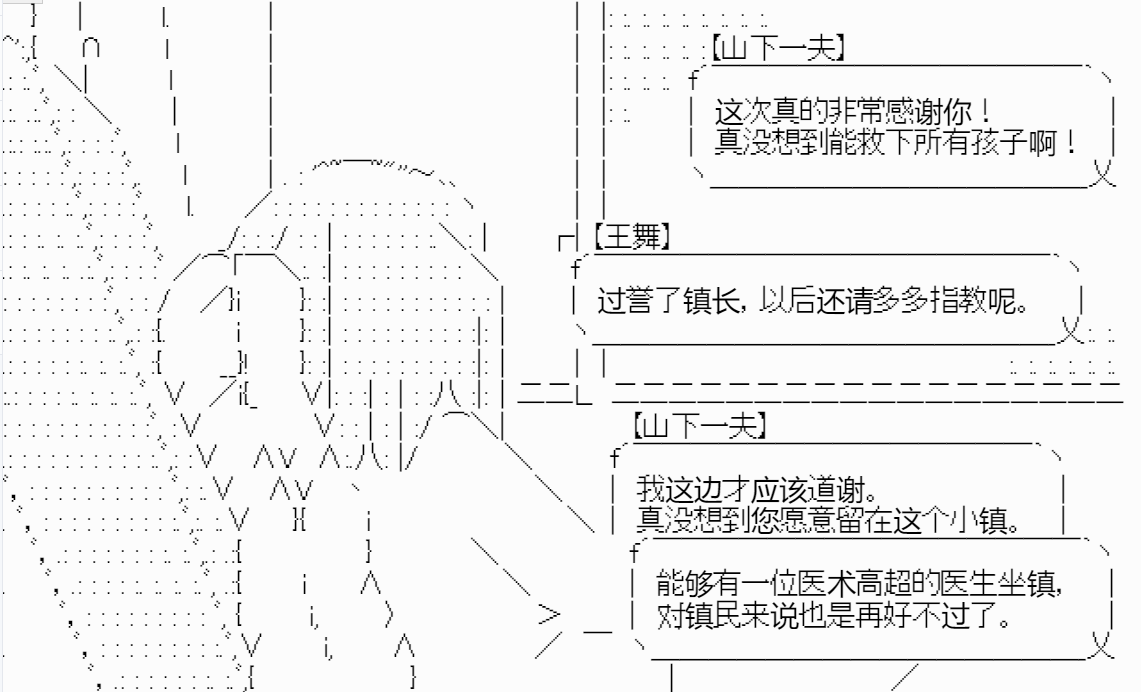 【山下一夫】
这次真的非常感谢你！
真没想到能救下所有孩子啊！
【王舞】
过誉了镇长，以后还请多多指教呢。
【山下一夫】
我这边才应该道谢。
真没想到您愿意留在这个小镇。
能够有一位医术高超的医生坐镇，
对镇民来说也是再好不过了。